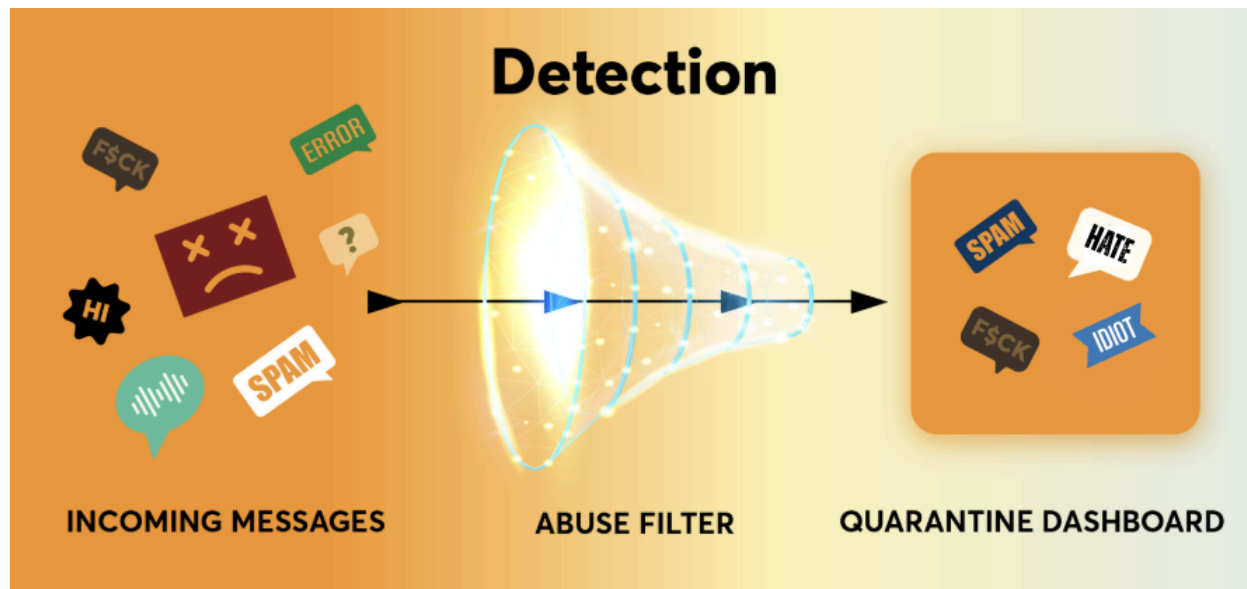 Detection
F$CK
ERROR
?
HI
SPAM
SPAM
HATE
F$CK
IDIOT
INCOMING MESSAGES
ABUSE FILTER
QUARANTINE DASHBOARD